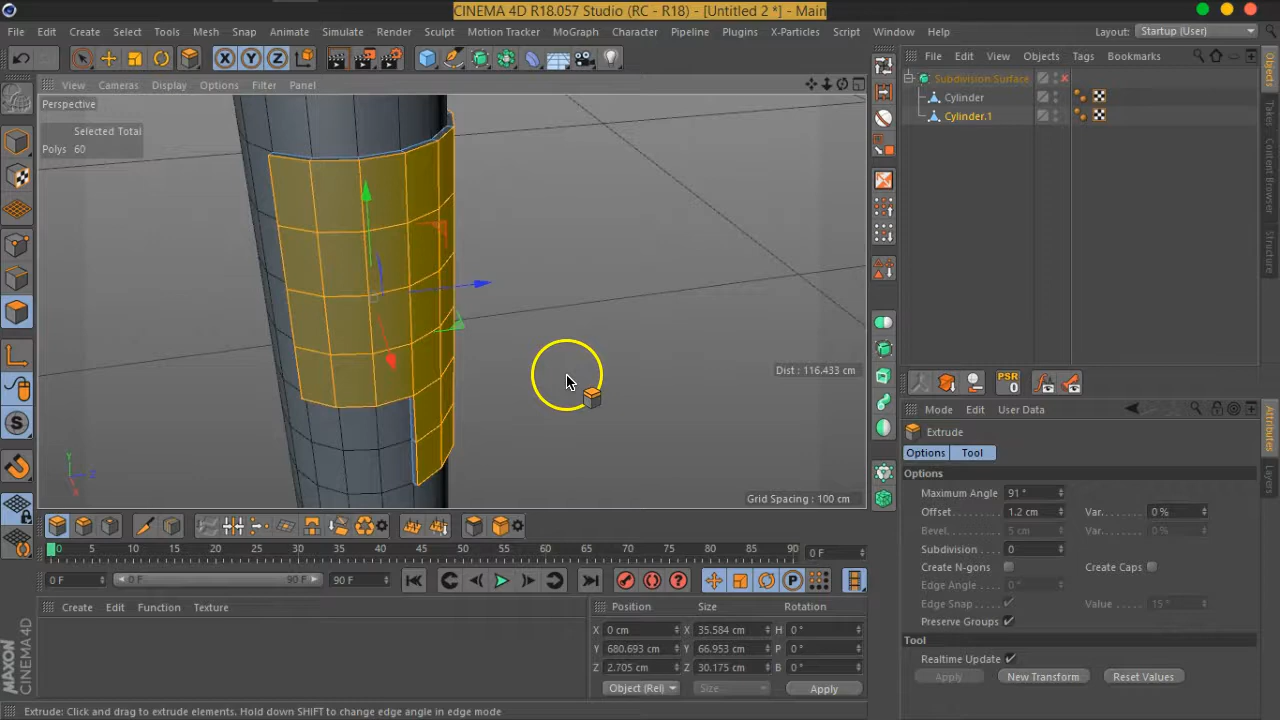 CINEMA 4D R18.057 Studio (RC - R18) - [Untitled 2 *] - Main
File Edit Create Select Tools Mesh Snap Animate Simulate Render Sculpt Motion Tracker MoGraph Character Pipeline Plugins X-Particles Script Window Help Layout: Startup (User)
X Y Z
File Edit View Objects Tags Bookmarks
View Cameras Display Options Filter Panel
Perspective
Subdivision Surface
Cylinder
Cylinder.1
Selected Total
Polys 60
Dist : 116.433 cm
Grid Spacing : 100 cm
Y
Z
X
S
PSR
0
Mode Edit User Data
Extrude
Options Tool
Options
Maximum Angle 91 °
Offset 1.2 cm Var. 0 %
Bevel 5 cm Var. 0 %
Subdivision 0
Create N-gons Create Caps
Edge Angle 0 °
Edge Snap Value 15 °
Preserve Groups
Tool
Realtime Update
Apply New Transform Reset Values
0 5 10 15 20 25 30 35 40 45 50 55 60 65 70 75 80 85 90 0 F
0 F 0 F 90 F 90 F
P
Create Edit Function Texture
Position Size Rotation
X 0 cm X 35.584 cm H 0 °
Y 680.693 cm Y 66.953 cm P 0 °
Z 2.705 cm Z 30.175 cm B 0 °
Object (Rel) Size Apply
MAXON
CINEMA 4D
Objects
Takes
Content Browser
Structure
Attributes
Layers
Extrude: Click and drag to extrude elements. Hold down SHIFT to change edge angle in edge mode